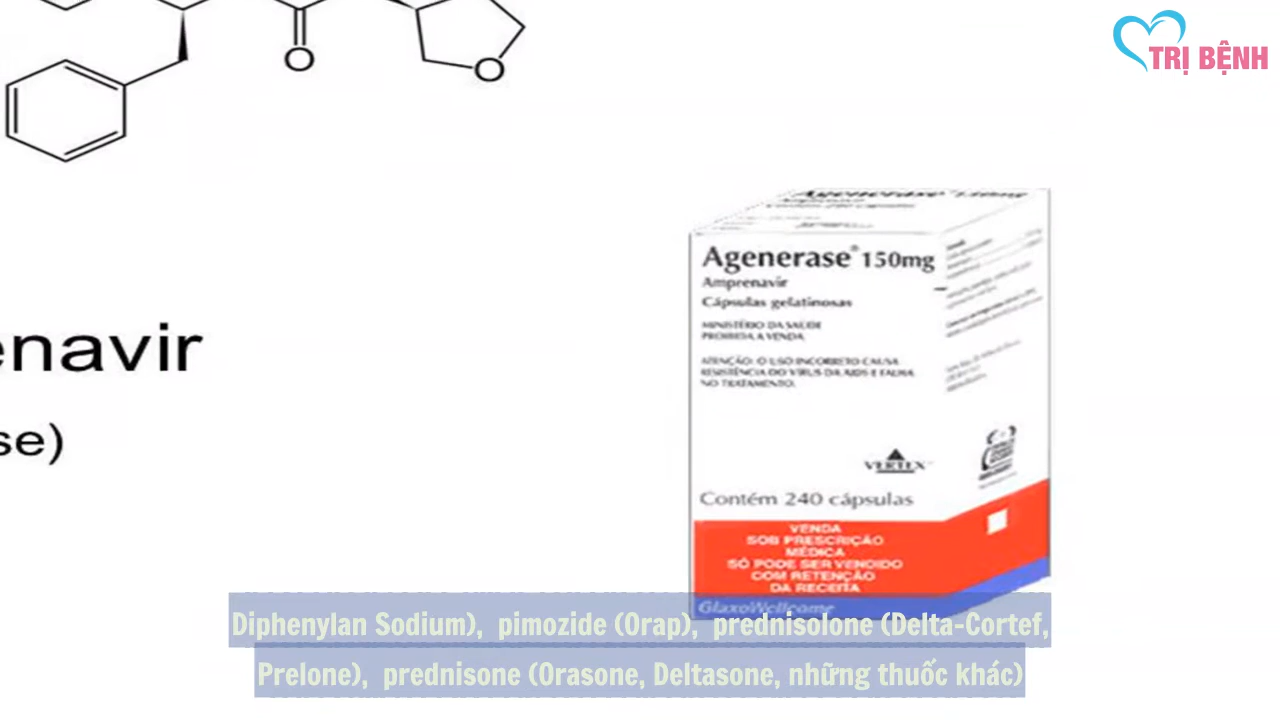 O
O
TRỊ BỆNH
Agenerase 150mg
Agenerase® 150mg
Amprenavir
Cápsulas gelatinosas
MINISTÉRIO DA SAÚDE
PROIBIDA A VENDA
ATENÇÃO: O USO INCORRETO CAUSA
RESISTÊNCIA DO VÍRUS DA AIDS E FALHA
NO TRATAMENTO.
enavir
se)
VERTEX
Contém 240 cápsulas
VENDA
SOB PRESCRIÇÃO
MÉDICA
SÓ PODE SER VENDIDO
COM RETENÇÃO
DA RECEITA
GlaxoWellcome
Diphenylan Sodium), pimozide (Orap), prednisolone (Delta-Cortef,
Prelone), prednisone (Orasone, Deltasone, những thuốc khác)